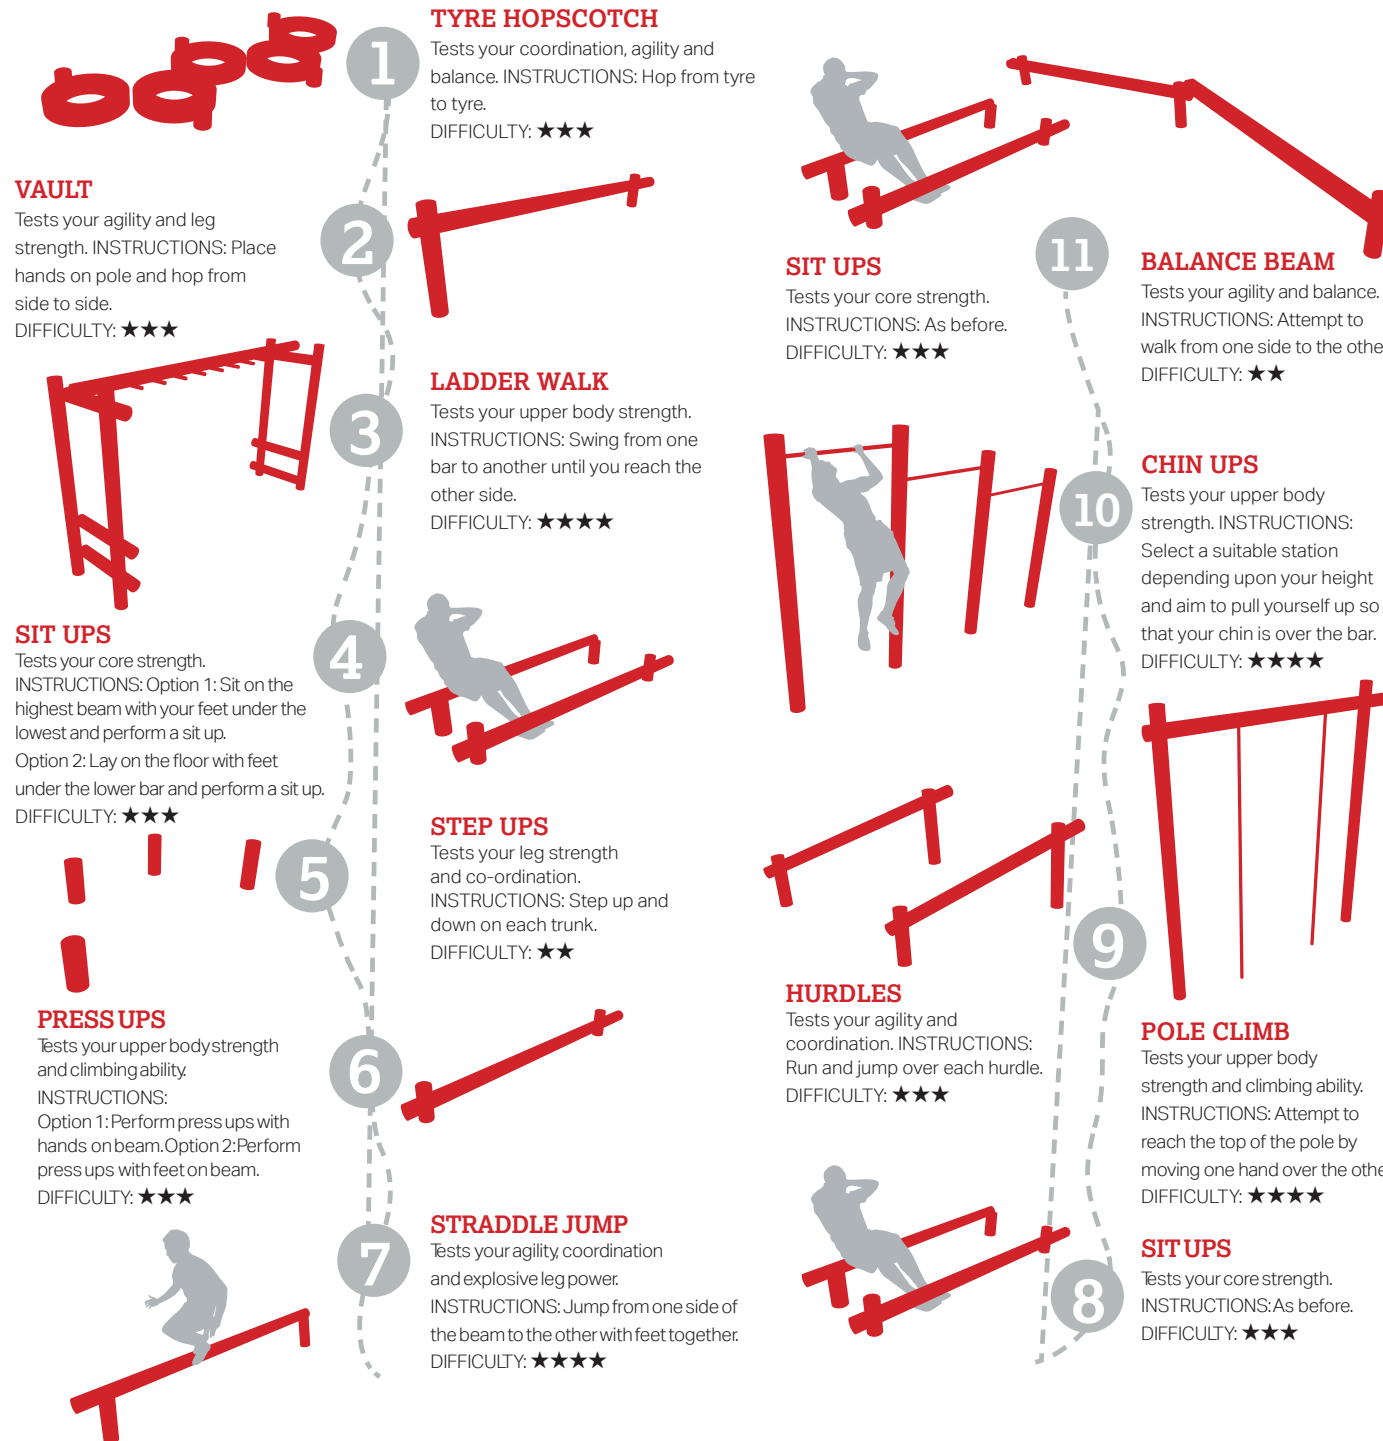 1
TYRE HOPSCOTCH
Tests your coordination, agility and
balance. INSTRUCTIONS: Hop from tyre
to tyre.
DIFFICULTY: ★★★
VAULT
Tests your agility and leg
strength. INSTRUCTIONS: Place
hands on pole and hop from
side to side.
DIFFICULTY: ★★★
2
3
LADDER WALK
Tests your upper body strength.
INSTRUCTIONS: Swing from one
bar to another until you reach the
other side.
DIFFICULTY: ★★★★
SIT UPS
Tests your core strength.
INSTRUCTIONS: Option 1: Sit on the
highest beam with your feet under the
lowest and perform a sit up.
Option 2: Lay on the floor with feet
under the lower bar and perform a sit up.
DIFFICULTY: ★★★
4
5
STEP UPS
Tests your leg strength
and co-ordination.
INSTRUCTIONS: Step up and
down on each trunk.
DIFFICULTY: ★★
PRESS UPS
Tests your upper body strength
and climbing ability.
INSTRUCTIONS:
Option 1: Perform press ups with
hands on beam. Option 2: Perform
press ups with feet on beam.
DIFFICULTY: ★★★
6
7
STRADDLE JUMP
Tests your agility, coordination
and explosive leg power.
INSTRUCTIONS: Jump from one side of
the beam to the other with feet together.
DIFFICULTY: ★★★★
SIT UPS
Tests your core strength.
INSTRUCTIONS: As before.
DIFFICULTY: ★★★
11
BALANCE BEAM
Tests your agility and balance.
INSTRUCTIONS: Attempt to
walk from one side to the othe
DIFFICULTY: ★★
10
CHIN UPS
Tests your upper body
strength. INSTRUCTIONS:
Select a suitable station
depending upon your height
and aim to pull yourself up so
that your chin is over the bar.
DIFFICULTY: ★★★★
HURDLES
Tests your agility and
coordination. INSTRUCTIONS:
Run and jump over each hurdle.
DIFFICULTY: ★★★
9
POLE CLIMB
Tests your upper body
strength and climbing ability.
INSTRUCTIONS: Attempt to
reach the top of the pole by
moving one hand over the othe
DIFFICULTY: ★★★★
8
SIT UPS
Tests your core strength.
INSTRUCTIONS: As before.
DIFFICULTY: ★★★